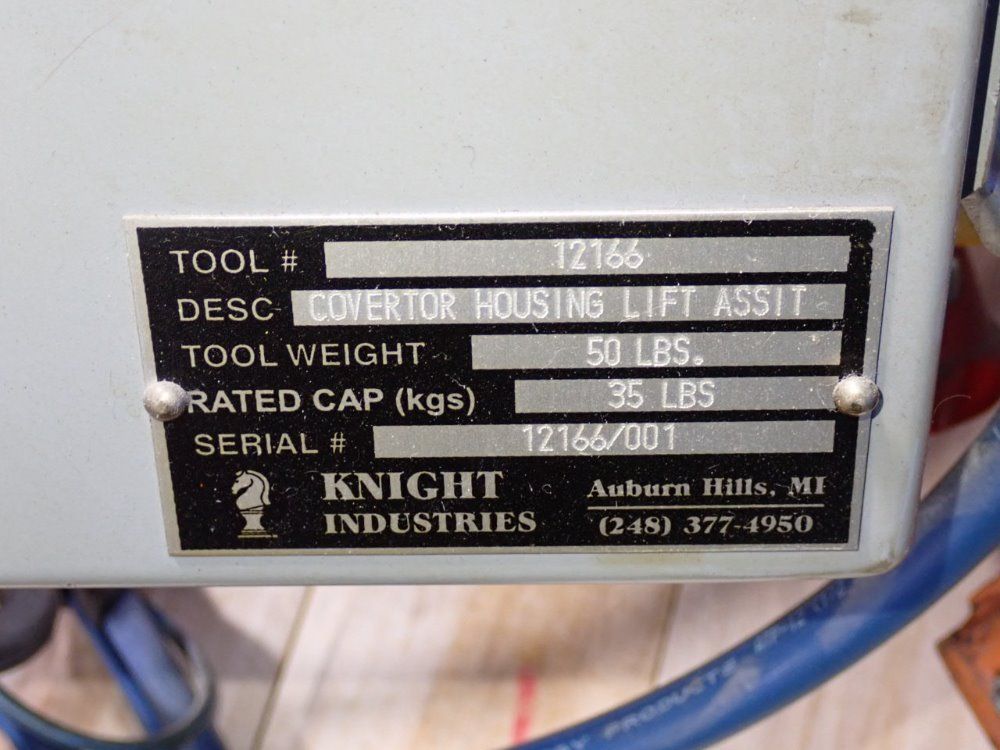 TOOL # 12166
DESC COVERTOR HOUSING LIFT ASSIT
TOOL WEIGHT 50 LBS.
RATED CAP (kgs) 35 LBS
SERIAL # 12166/001
KNIGHT INDUSTRIES
Auburn Hills, MI
(248) 377-4950
PRODUCTS